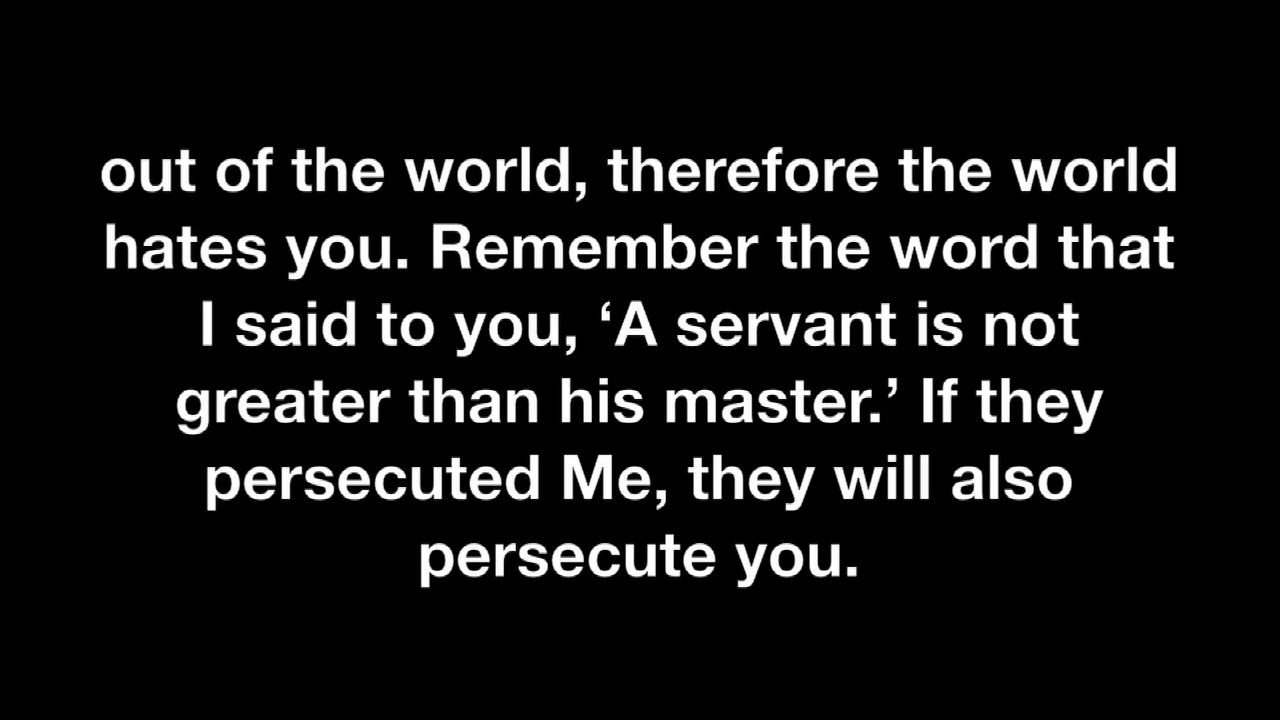 out of the world, therefore the world
hates you. Remember the word that
I said to you, ‘A servant is not
greater than his master.’ If they
persecuted Me, they will also
persecute you.